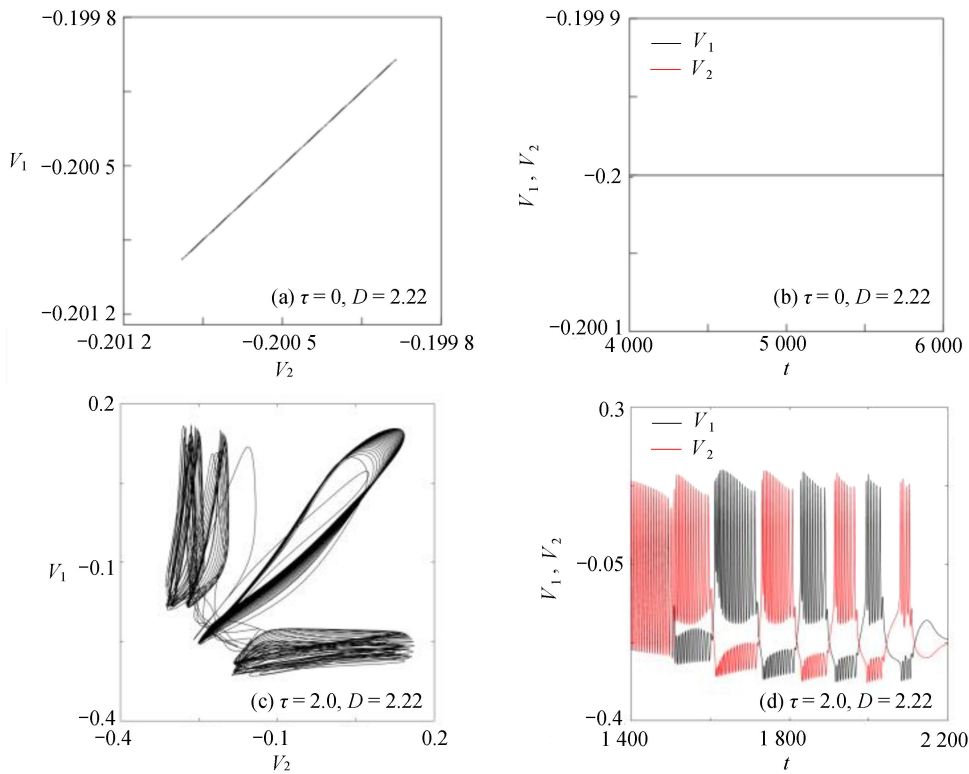 −0.199 8
V1 −0.200 5
(a) τ = 0, D = 2.22
−0.201 2
−0.201 2 −0.200 5 −0.199 8
V2
−0.199 9
V1
V2
V1, V2
−0.2
(b) τ = 0, D = 2.22
−0.200 1
4 000 5 000 6 000
t
0.2
V1 −0.1
(c) τ = 2.0, D = 2.22
−0.4
−0.4 −0.1 0.2
V2
0.3
V1
V2
V1, V2
−0.05
(d) τ = 2.0, D = 2.22
−0.4
1 400 1 800 2 200
t